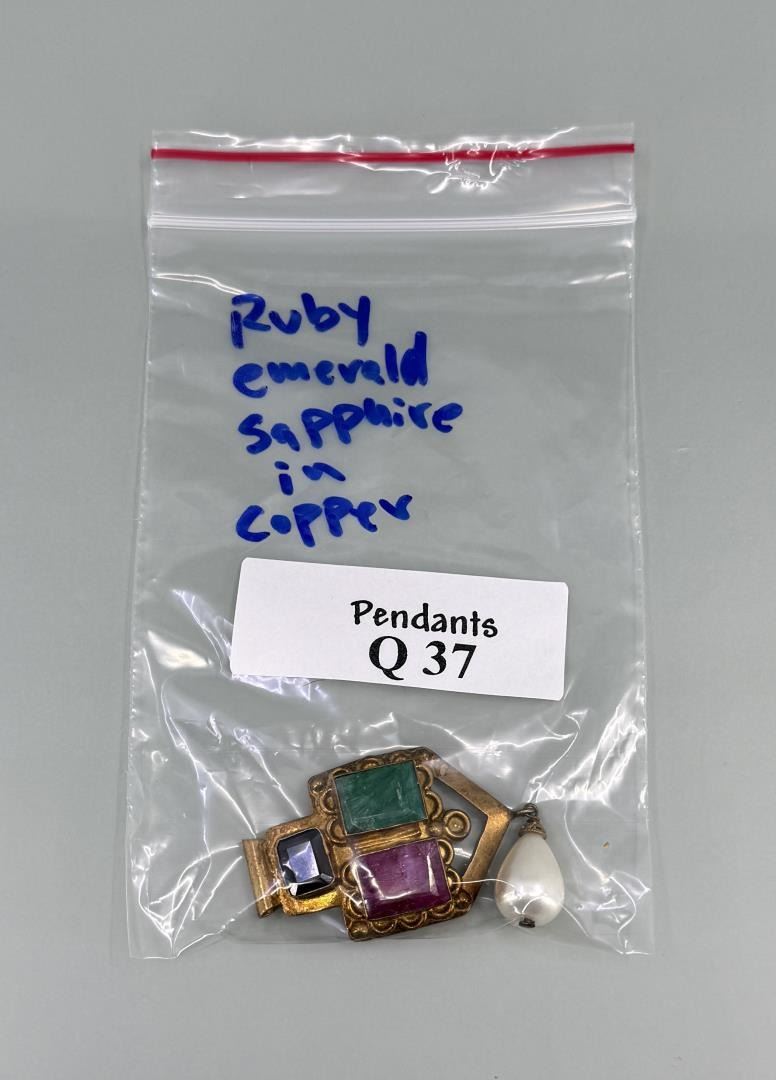 Ruby
emerald
sapphire
in
copper
Pendants
Q 37